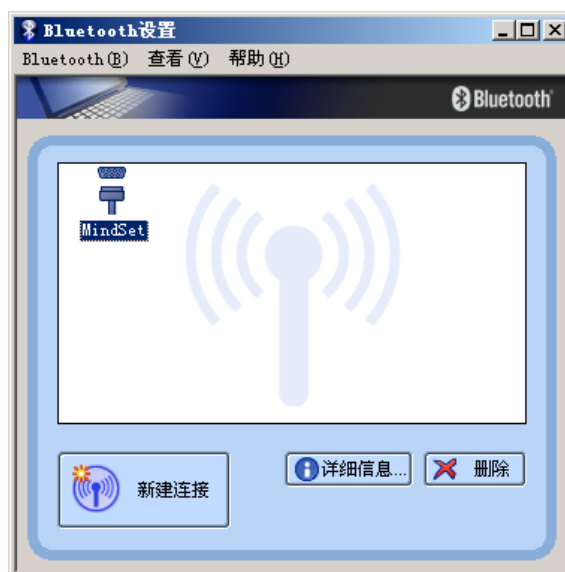 Bluetooth设置
Bluetooth(B) 查看(V) 帮助(H)
Bluetooth
MindSet
新建连接
详细信息...
删除